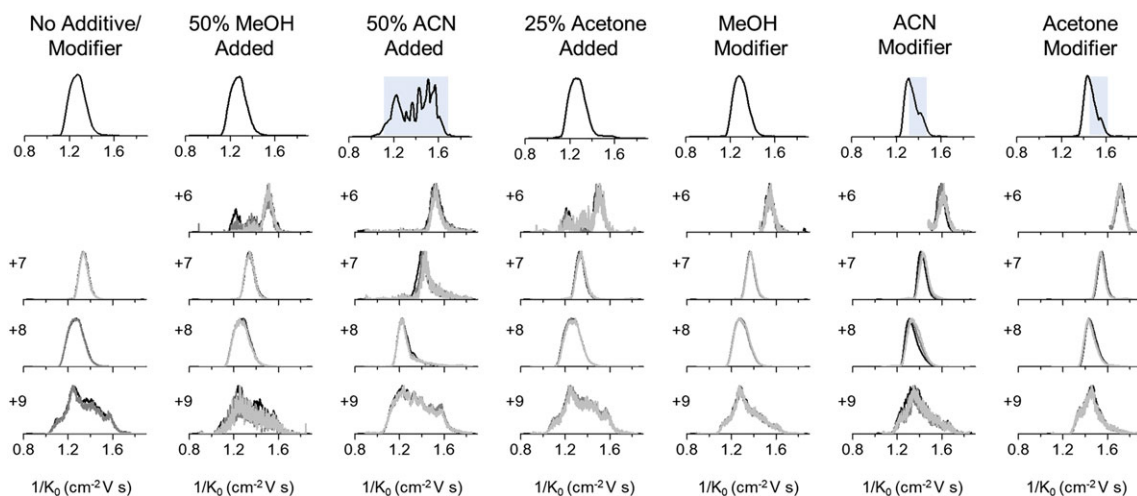 No Additive/ 50% MeOH 50% ACN 25% Acetone MeOH ACN Acetone
Modifier Added Added Added Modifier Modifier Modifier
0.8 1.2 1.6 0.8 1.2 1.6 0.8 1.2 1.6 0.8 1.2 1.6 0.8 1.2 1.6 0.8 1.2 1.6 0.8 1.2 1.6
+6 +6 +6 +6 +6 +6
+7 +7 +7 +7 +7 +7 +7
+8 +8 +8 +8 +8 +8 +8
+9 +9 +9 +9 +9 +9 +9
0.8 1.2 1.6 0.8 1.2 1.6 0.8 1.2 1.6 0.8 1.2 1.6 0.8 1.2 1.6 0.8 1.2 1.6 0.8 1.2 1.6
1/K₀ (cm⁻² V s) 1/K₀ (cm⁻² V s) 1/K₀ (cm⁻² V s) 1/K₀ (cm⁻² V s) 1/K₀ (cm⁻² V s) 1/K₀ (cm⁻² V s) 1/K₀ (cm⁻² V s)